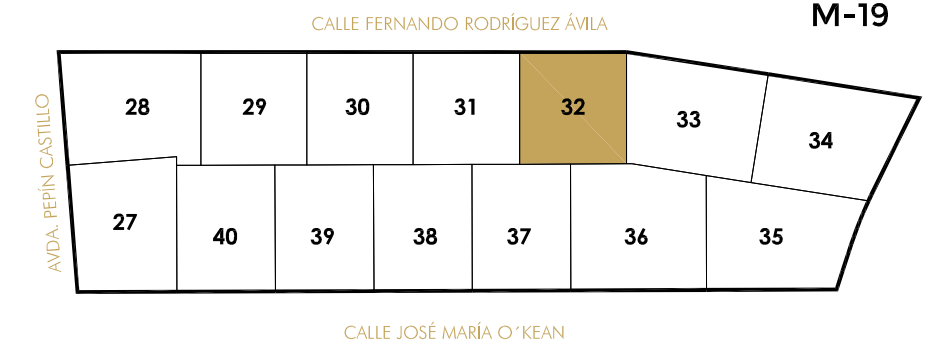 M-19
CALLE FERNANDO RODRÍGUEZ ÁVILA
AVDA. PEPÍN CASTILLO
28 29 30 31 32 33 34
27 40 39 38 37 36 35
CALLE JOSÉ MARÍA O´KEAN